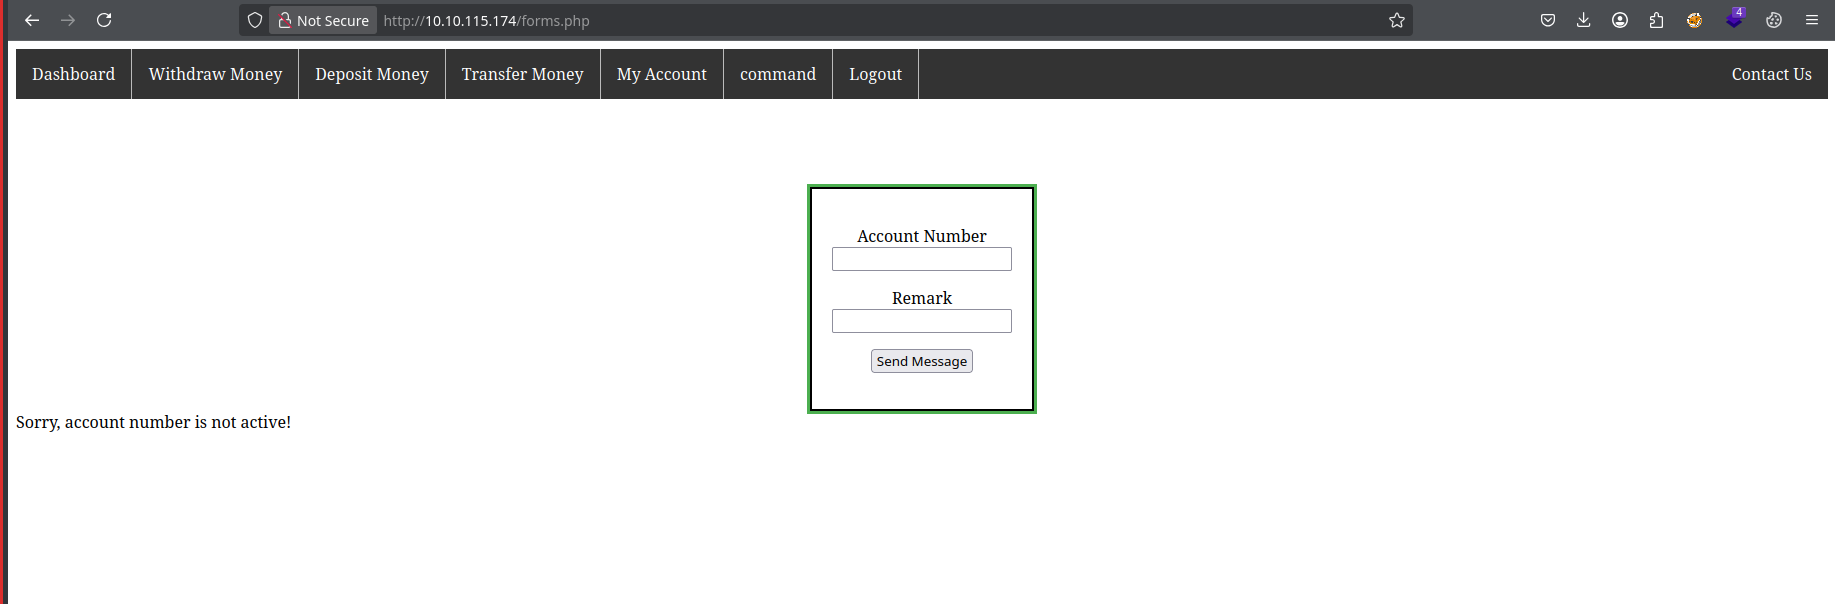 Not Secure http://10.10.115.174/forms.php 4
Dashboard Withdraw Money Deposit Money Transfer Money My Account command Logout Contact Us
Account Number
Remark
Send Message
Sorry, account number is not active!